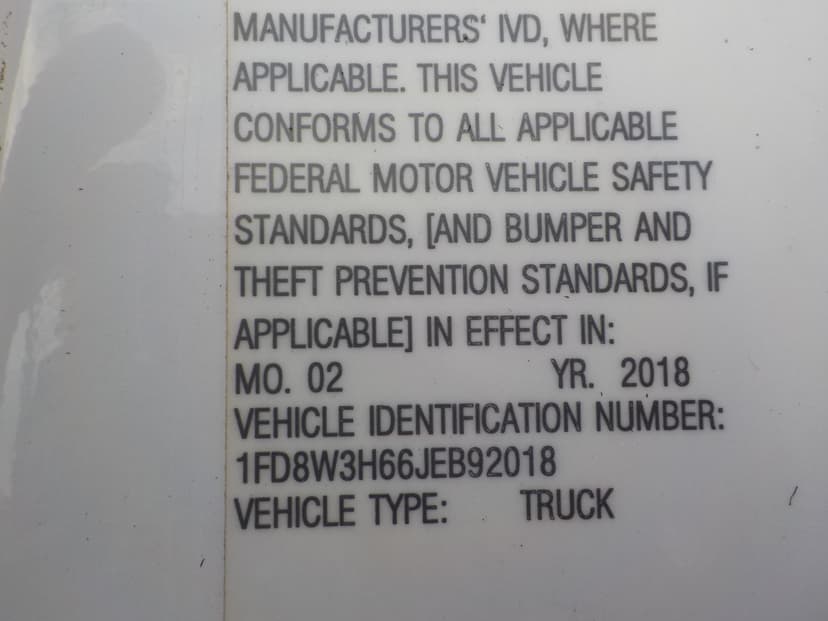 MANUFACTURERS‘ IVD, WHERE
APPLICABLE. THIS VEHICLE
CONFORMS TO ALL APPLICABLE
FEDERAL MOTOR VEHICLE SAFETY
STANDARDS, [AND BUMPER AND
THEFT PREVENTION STANDARDS, IF
APPLICABLE] IN EFFECT IN:
MO. 02 YR. 2018
VEHICLE IDENTIFICATION NUMBER:
1FD8W3H66JEB92018
VEHICLE TYPE: TRUCK